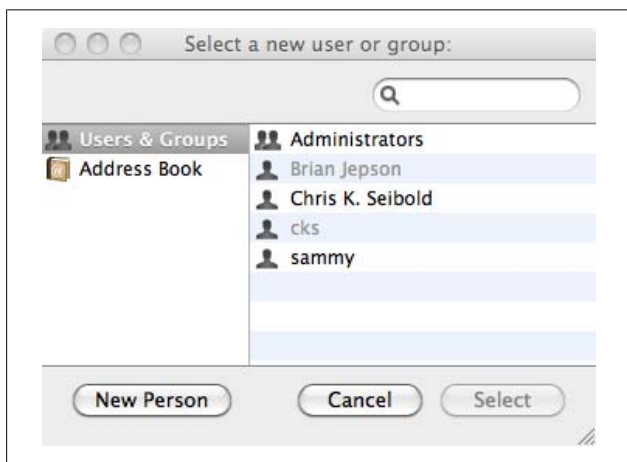 Select a new user or group:
Users & Groups
Address Book
Administrators
Brian Jepson
Chris K. Seibold
cks
sammy
New Person
Cancel
Select